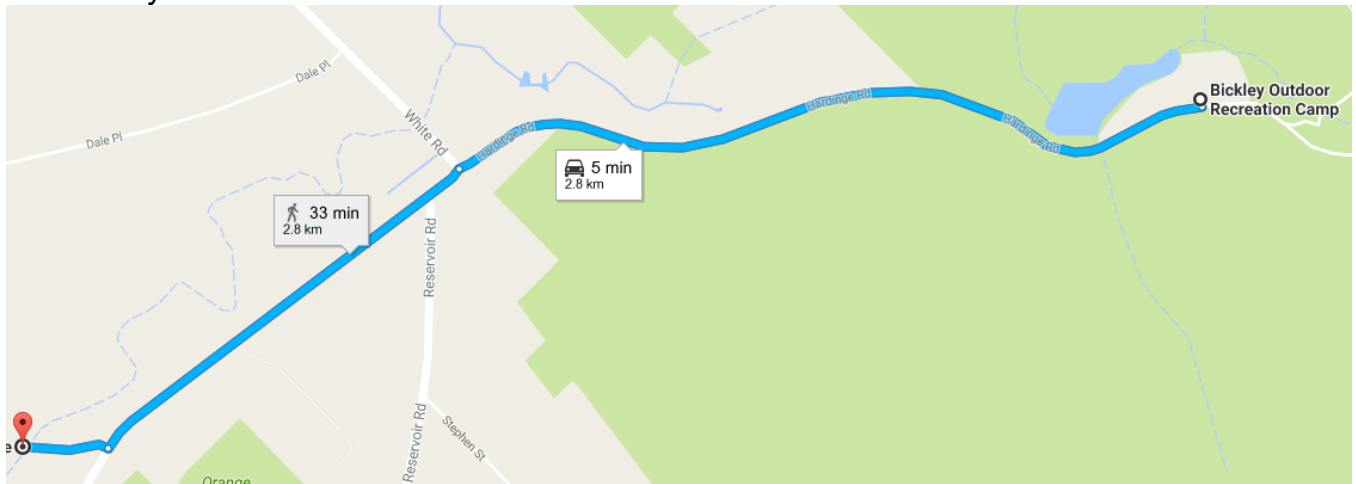 Bickley Outdoor
Recreation Camp
Dale Pl
Dale Pl
White Rd
Hardinge Rd
Hardinge Rd
Hardinge Rd
5 min
2.8 km
33 min
2.8 km
Reservoir Rd
Reservoir Rd
Stephen St
Orange
e